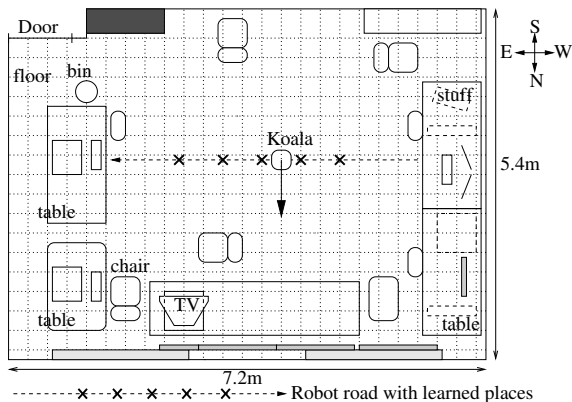 Door
S
E W
N
floor
bin
stuff
Koala
5.4m
table
chair
TV
table
table
7.2m
Robot road with learned places